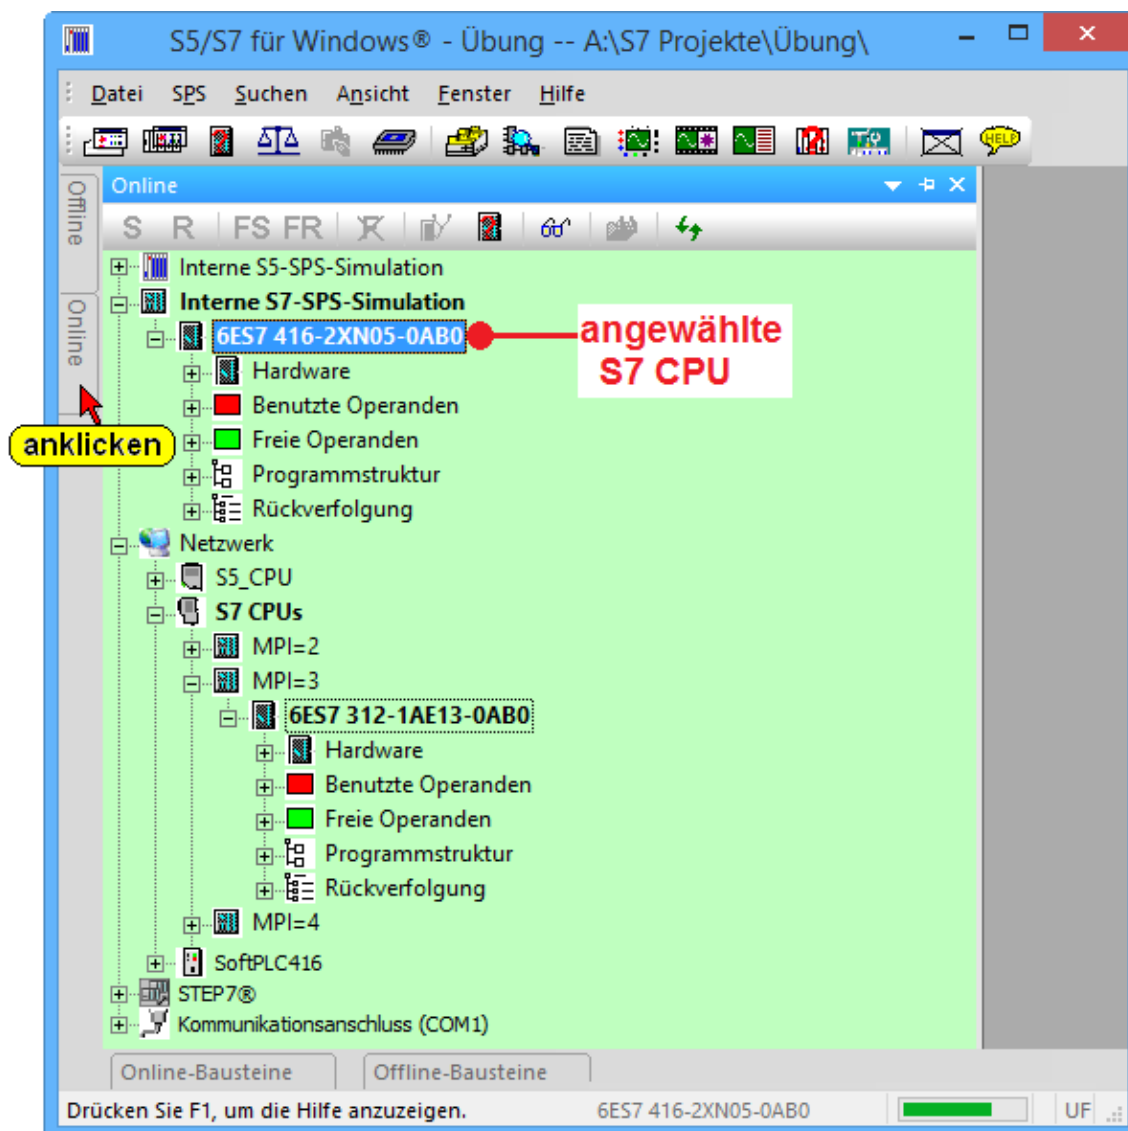 S5/S7 für Windows® - Übung -- A:\S7 Projekte\Übung\
Datei SPS Suchen Ansicht Fenster Hilfe
HELP
Offline
Online
Online
S R FS FR
Interne S5-SPS-Simulation
Interne S7-SPS-Simulation
6ES7 416-2XN05-0AB0
angewählte
S7 CPU
Hardware
Benutzte Operanden
anklicken
Freie Operanden
Programmstruktur
Rückverfolgung
Netzwerk
S5_CPU
S7 CPUs
MPI=2
MPI=3
6ES7 312-1AE13-0AB0
Hardware
Benutzte Operanden
Freie Operanden
Programmstruktur
Rückverfolgung
MPI=4
SoftPLC416
STEP7®
Kommunikationsanschluss (COM1)
Online-Bausteine Offline-Bausteine
Drücken Sie F1, um die Hilfe anzuzeigen. 6ES7 416-2XN05-0AB0 UF